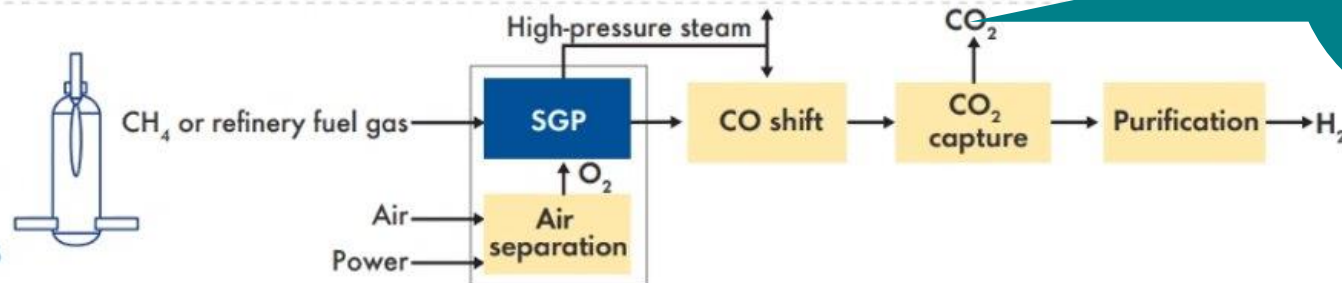 High-pressure steam
CO₂
CH₄ or refinery fuel gas
SGP
CO shift
CO₂
capture
Purification
H₂
O₂
Air
Air
separation
Power